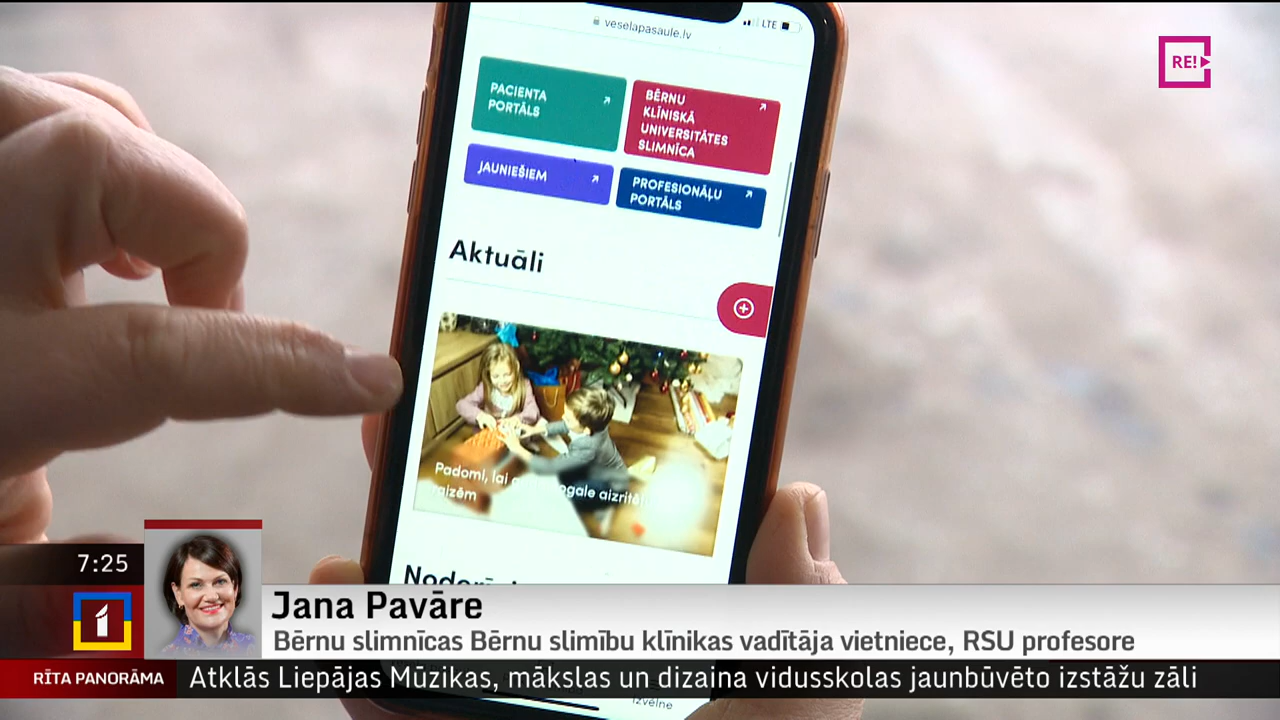 veselapasaule.lv
LTE
RE!
PACIENTA
PORTĀLS
BĒRNU
KLĪNISKĀ
UNIVERSITĀTES
SLIMNĪCA
JAUNIEŠIEM
PROFESIONĀĻU
PORTĀLS
Aktuāli
Padomi, lai
7:25
1
Jana Pavāre
Bērnu slimnīcas Bērnu slimību klīnikas vadītāja vietniece, RSU profesore
RĪTA PANORĀMA
Atklās Liepājas Mūzikas, mākslas un dizaina vidusskolas jaunbūvēto izstāžu zāli
Izvēlne